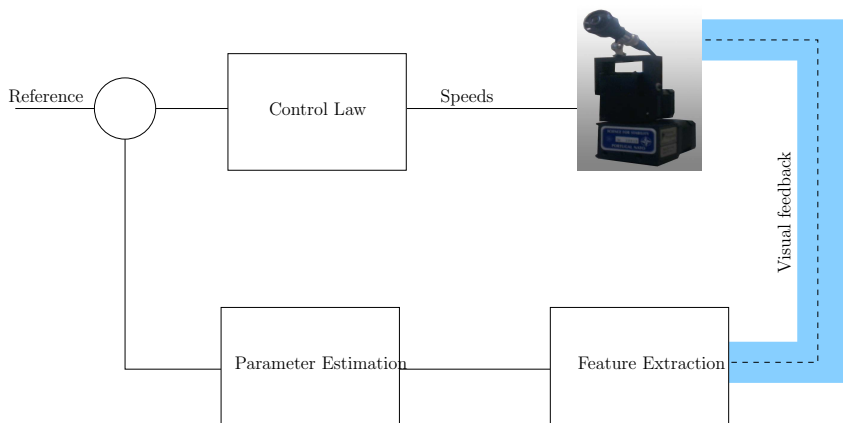 Reference
Control Law
Speeds
Visual feedback
Parameter Estimation
Feature Extraction